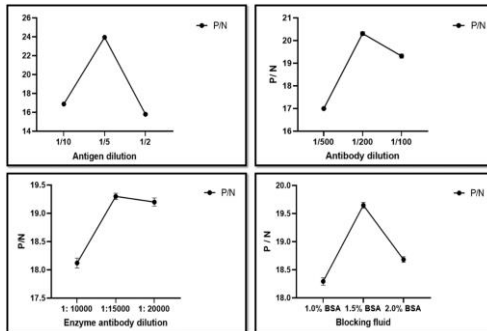 P/N
26
24
22
20
18
16
14
1/10 1/5 1/2
Antigen dilution
P/N
P / N
21
20
19
18
17
16
1/500 1/200 1/100
Antibody dilution
P/N
P/N
19.5
19.0
18.5
18.0
17.5
1: 10000 1:15000 1: 20000
Enzyme antibody dilution
P/N
P / N
20.0
19.5
19.0
18.5
18.0
1.0% BSA 1.5% BSA 2.0% BSA
Blocking fluid